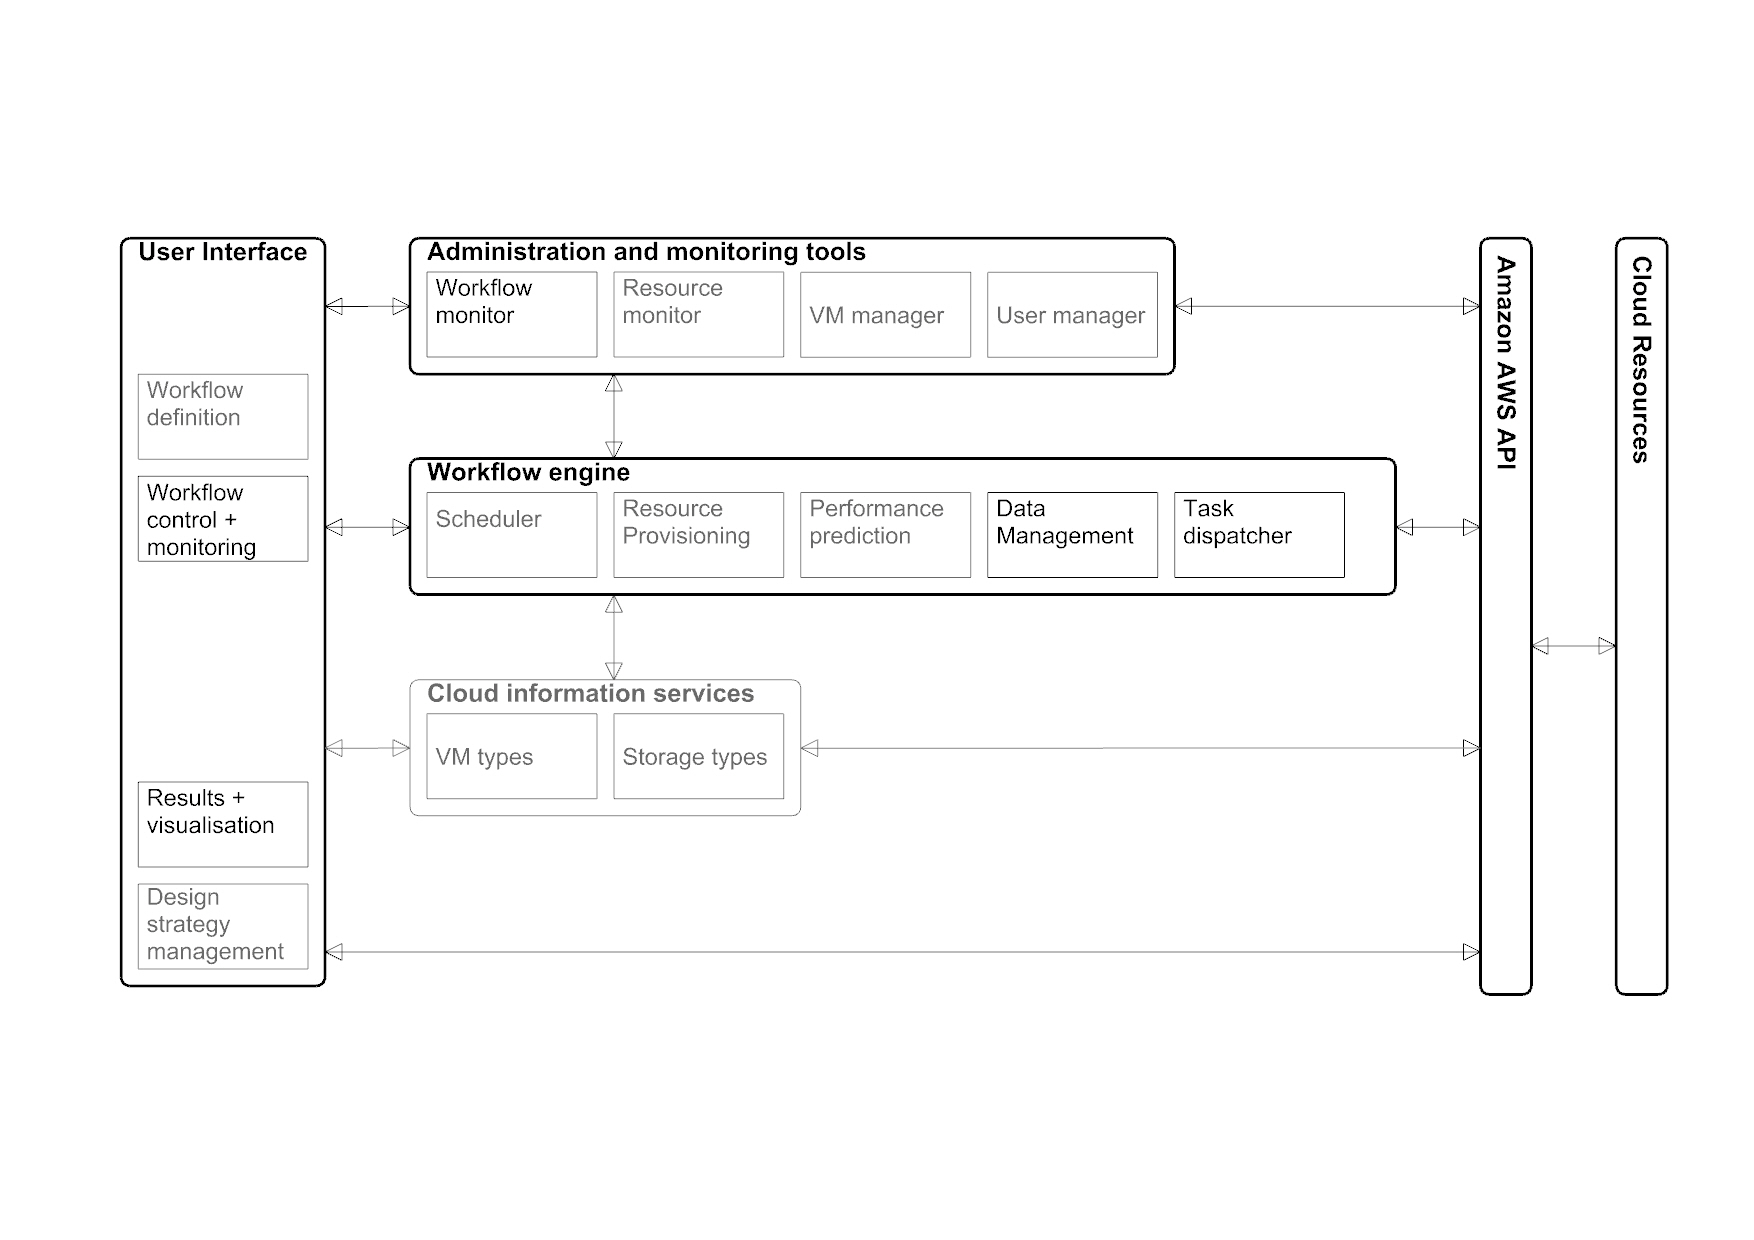 User Interface
Workflow
definition
Workflow
control +
monitoring
Results +
visualisation
Design
strategy
management
Administration and monitoring tools
Workflow
monitor
Resource
monitor
VM manager
User manager
Workflow engine
Scheduler
Resource
Provisioning
Performance
prediction
Data
Management
Task
dispatcher
Cloud information services
VM types
Storage types
Amazon AWS API
Cloud Resources